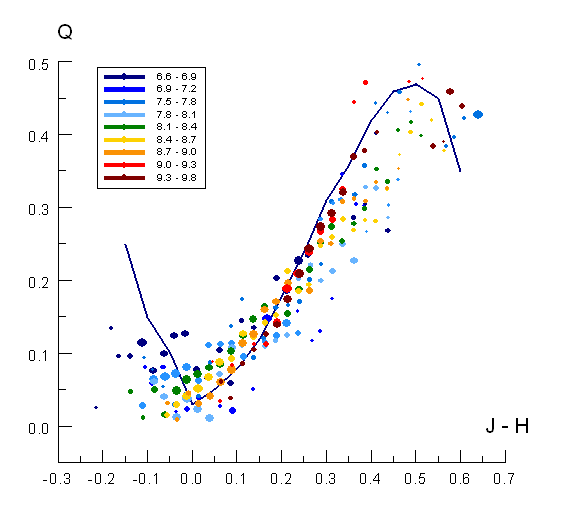 Q
0.5
6.6 - 6.9
6.9 - 7.2
7.5 - 7.8
7.8 - 8.1
8.1 - 8.4
8.4 - 8.7
8.7 - 9.0
9.0 - 9.3
9.3 - 9.8
0.4
0.3
0.2
0.1
0.0
J - H
-0.3 -0.2 -0.1 0.0 0.1 0.2 0.3 0.4 0.5 0.6 0.7